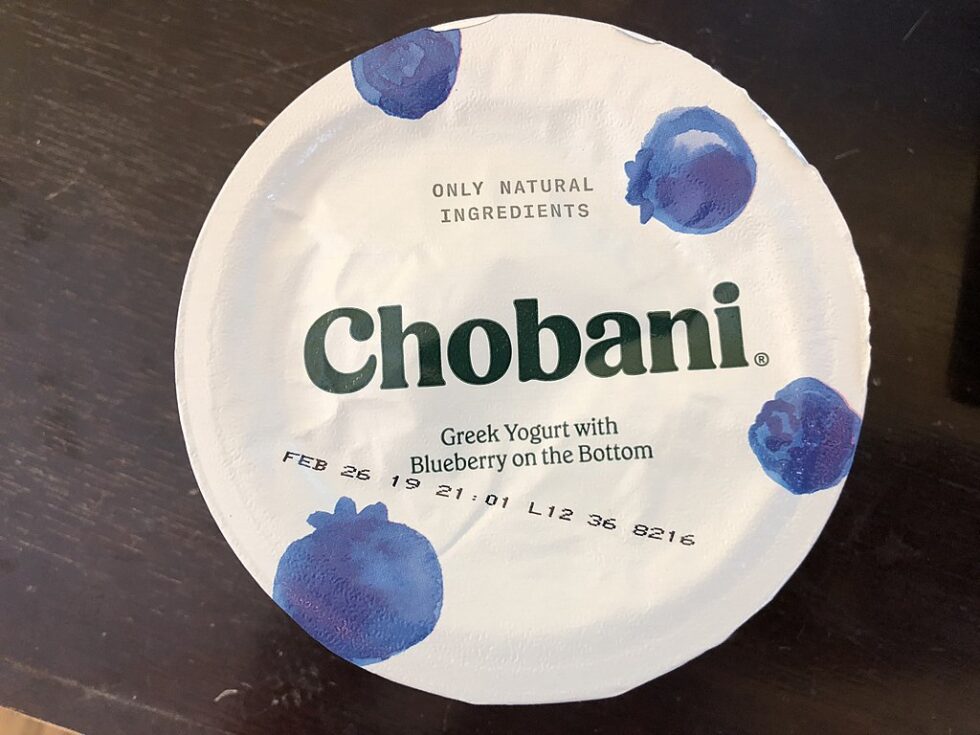 ONLY NATURAL
INGREDIENTS
Chobani®
Greek Yogurt with
Blueberry on the Bottom
FEB 26 19 21:01 L12 36 8216